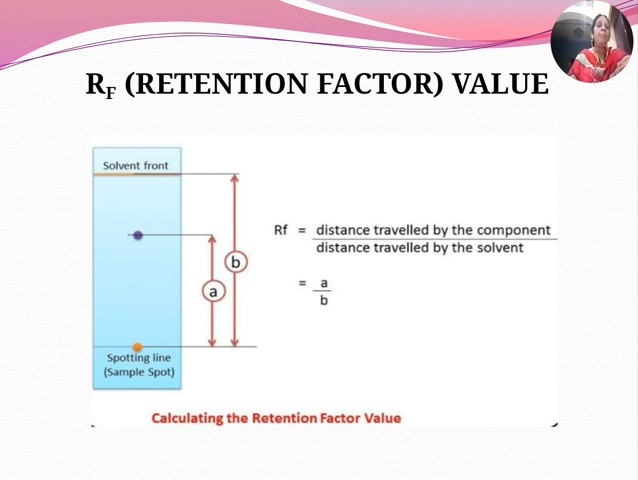 R_F (RETENTION FACTOR) VALUE
Solvent front
Rf = distance travelled by the component
distance travelled by the solvent
b
= a
b
a
Spotting line
(Sample Spot)
Calculating the Retention Factor Value